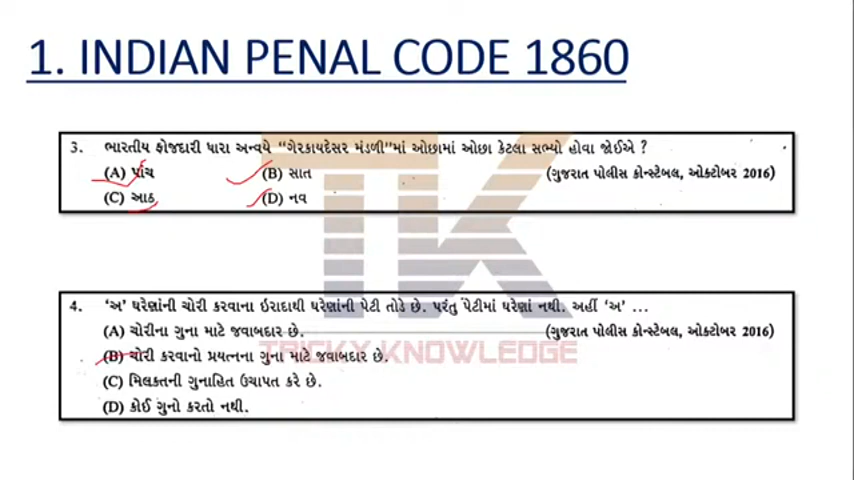 1. INDIAN PENAL CODE 1860
3. ભારતીય ફોજદારી ધારા અન્વયે “ગેરકાયદેસર મંડળી”માં ઓછામાં ઓછા કેટલા સભ્યો હોવા જોઈએ ?
(A) પાંચ (B) સાત (ગુજરાત પોલીસ કોન્સ્ટેબલ, ઓક્ટોબર 2016)
(C) આઠ (D) નવ
4. ‘અ’ ઘરેણાંની ચોરી કરવાના ઇરાદાથી ઘરેણાંની પેટી તોડે છે. પરંતુ પેટીમાં ઘરેણાં નથી. અહીં ‘અ’ ...
(A) ચોરીના ગુના માટે જવાબદાર છે. (ગુજરાત પોલીસ કોન્સ્ટેબલ, ઓક્ટોબર 2016)
TRICKY KNOWLEDGE
(B) ચોરી કરવાનો પ્રયત્નના ગુના માટે જવાબદાર છે.
(C) મિલકતની ગુનાહિત ઉચાપત કરે છે.
(D) કોઈ ગુનો કરતો નથી.